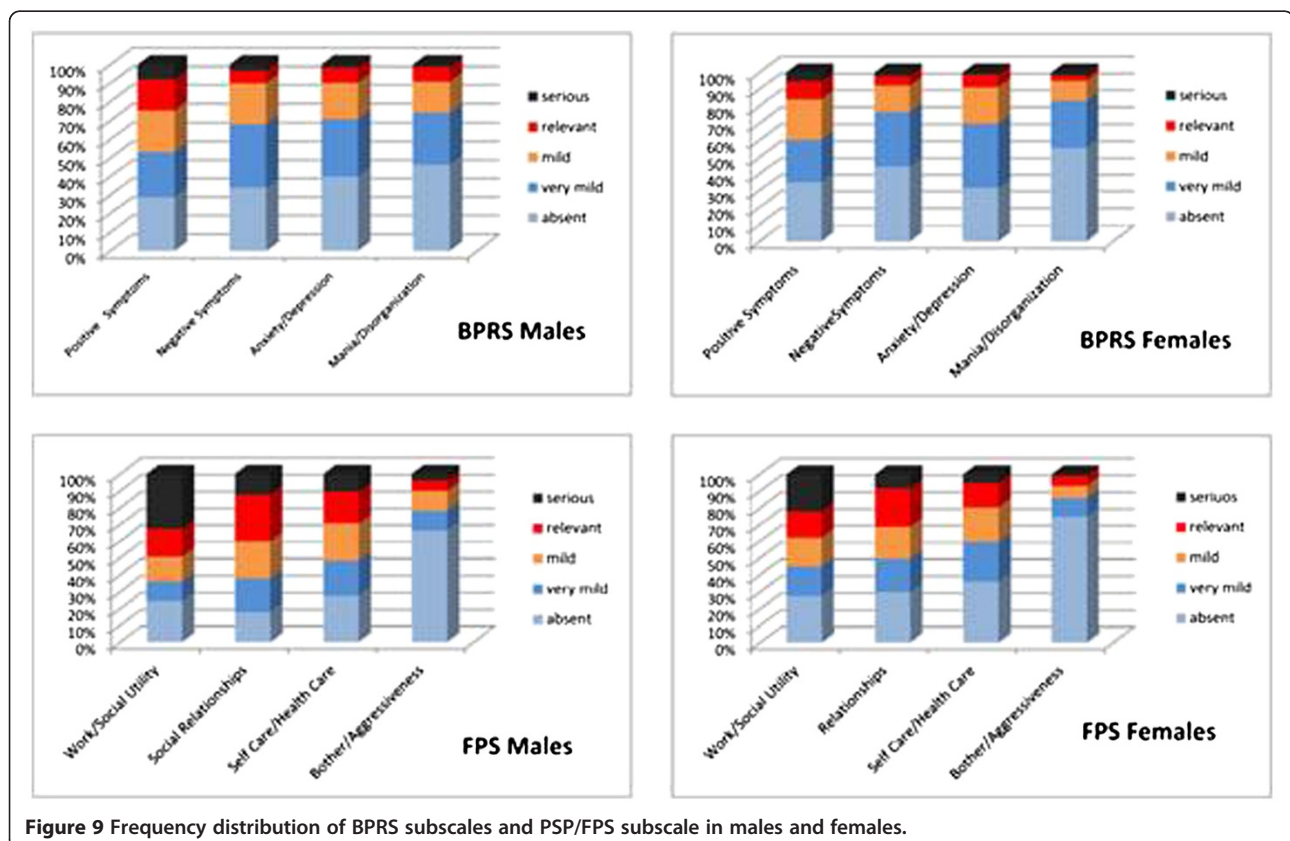 100%
90%
80%
70%
60%
50%
40%
30%
20%
10%
0%
Positive Symptoms
Negative Symptoms
Anxiety/Depression
Mania/Disorganization
serious
relevant
mild
very mild
absent
BPRS Males
100%
90%
80%
70%
60%
50%
40%
30%
20%
10%
0%
Positive Symptoms
NegativeSymptoms
Anxiety/Depression
Mania/Disorganization
serious
relevant
mild
very mild
absent
BPRS Females
100%
90%
80%
70%
60%
50%
40%
30%
20%
10%
0%
Work/Social Utility
Social Relationships
Self Care/Health Care
Bother/Aggressiveness
serious
relevant
mild
very mild
absent
FPS Males
100%
90%
80%
70%
60%
50%
40%
30%
20%
10%
0%
Work/Social Utility
Relationships
Self Care/Health Care
Bother/Aggressiveness
seriuos
relevant
mild
very mild
absent
FPS Females
Figure 9 Frequency distribution of BPRS subscales and PSP/FPS subscale in males and females.